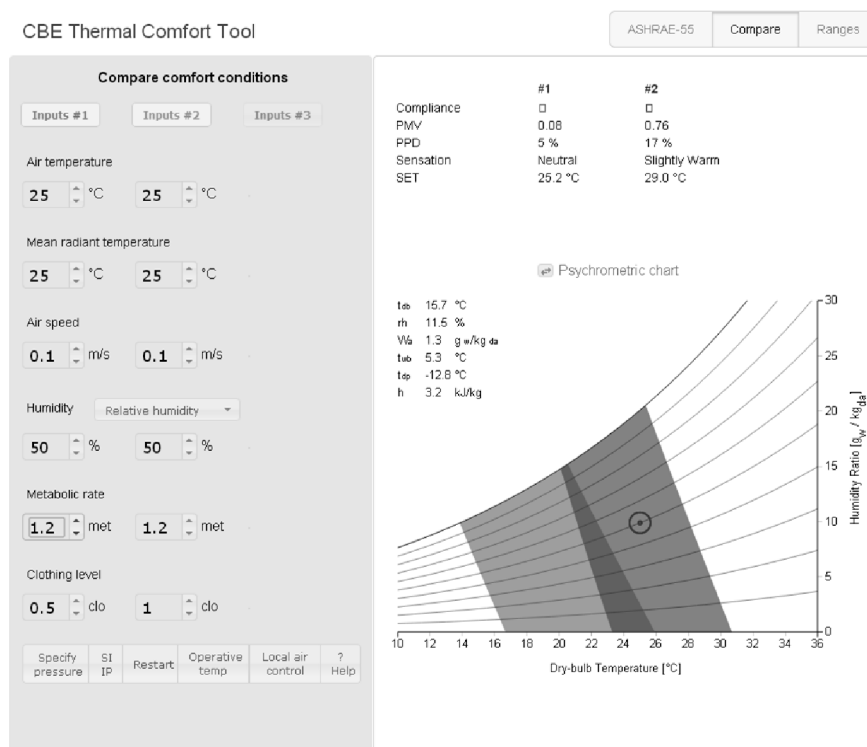 CBE Thermal Comfort Tool
ASHRAE-55 Compare Ranges
Compare comfort conditions
Inputs #1 Inputs #2 Inputs #3
Air temperature
25 °C 25 °C
Mean radiant temperature
25 °C 25 °C
Air speed
0.1 m/s 0.1 m/s
Humidity Relative humidity
50 % 50 %
Metabolic rate
1.2 met 1.2 met
Clothing level
0.5 clo 1 clo
Specify pressure
SI IP
Restart
Operative temp
Local air control
? Help
#1 #2
Compliance
PMV 0.08 0.76
PPD 5 % 17 %
Sensation Neutral Slightly Warm
SET 25.2 °C 29.0 °C
Psychrometric chart
tdb 15.7 °C
rh 11.5 %
Wa 1.3 g w/kg da
twb 5.3 °C
tdp -12.8 °C
h 3.2 kJ/kg
30
25
20
15
10
5
0
Humidity Ratio [gw / kgda]
10 12 14 16 18 20 22 24 26 28 30 32 34 36
Dry-bulb Temperature [°C]